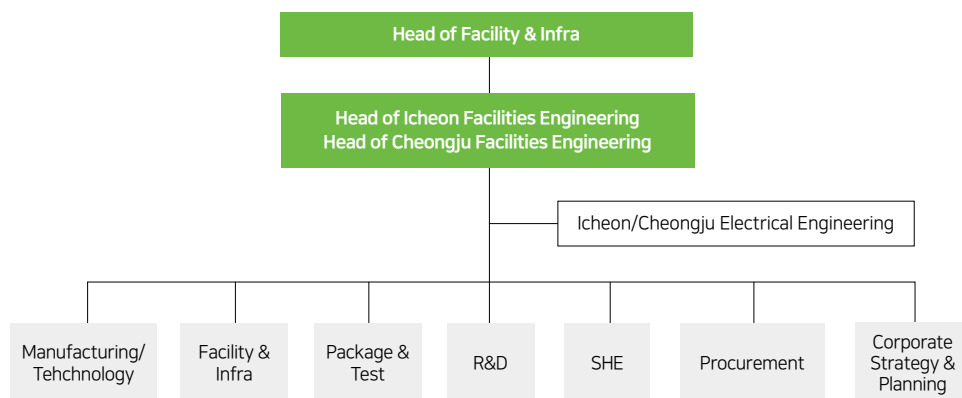 Head of Facility & Infra
Head of Icheon Facilities Engineering
Head of Cheongju Facilities Engineering
Icheon/Cheongju Electrical Engineering
Manufacturing/
Tehchnology
Facility &
Infra
Package &
Test
R&D
SHE
Procurement
Corporate
Strategy &
Planning